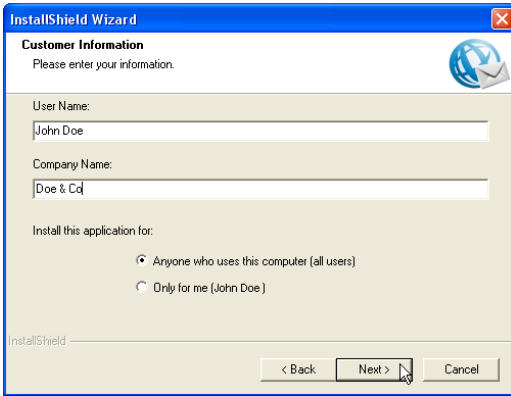 InstallShield Wizard
Customer Information
Please enter your information.
User Name:
John Doe
Company Name:
Doe & Co
Install this application for:
Anyone who uses this computer (all users)
Only for me (John Doe )
InstallShield
< Back Next > Cancel